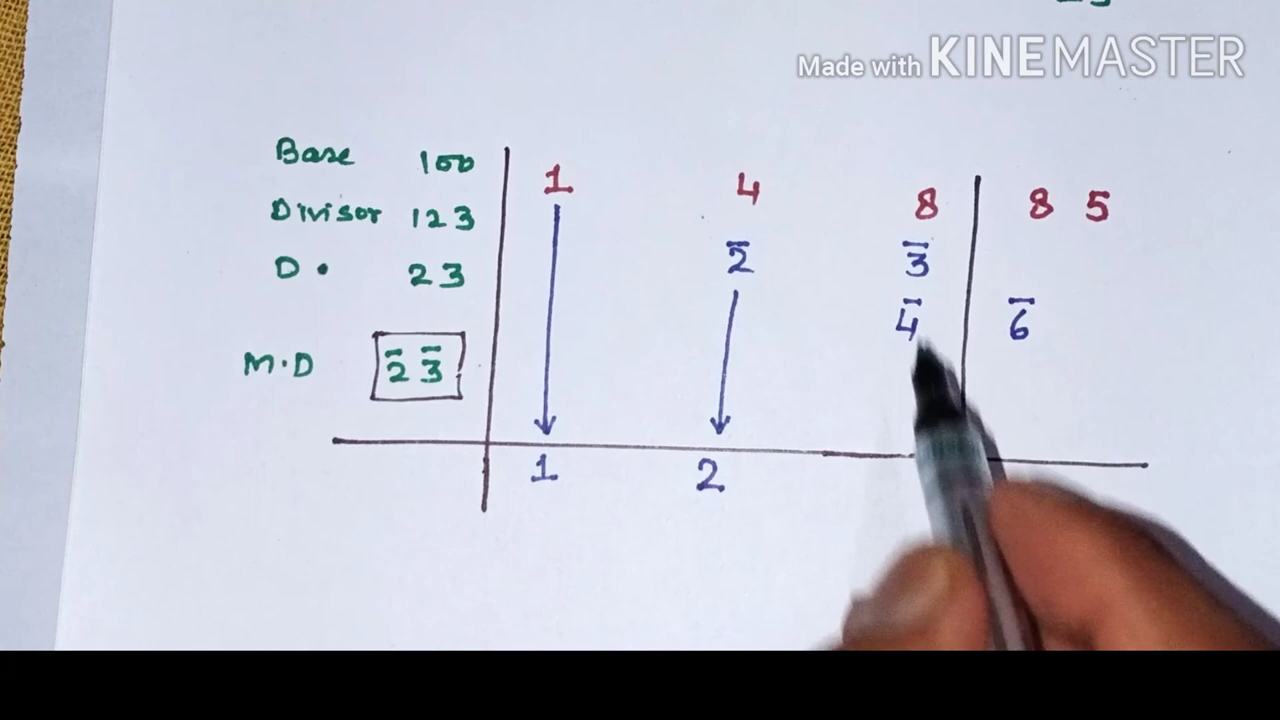 Made with KINEMASTER
Base 100 1 4 8 8 5
Divisor 123
D. 23 2̅ 3̅
4̅ 6̅
M.D 2̅ 3̅
1 2